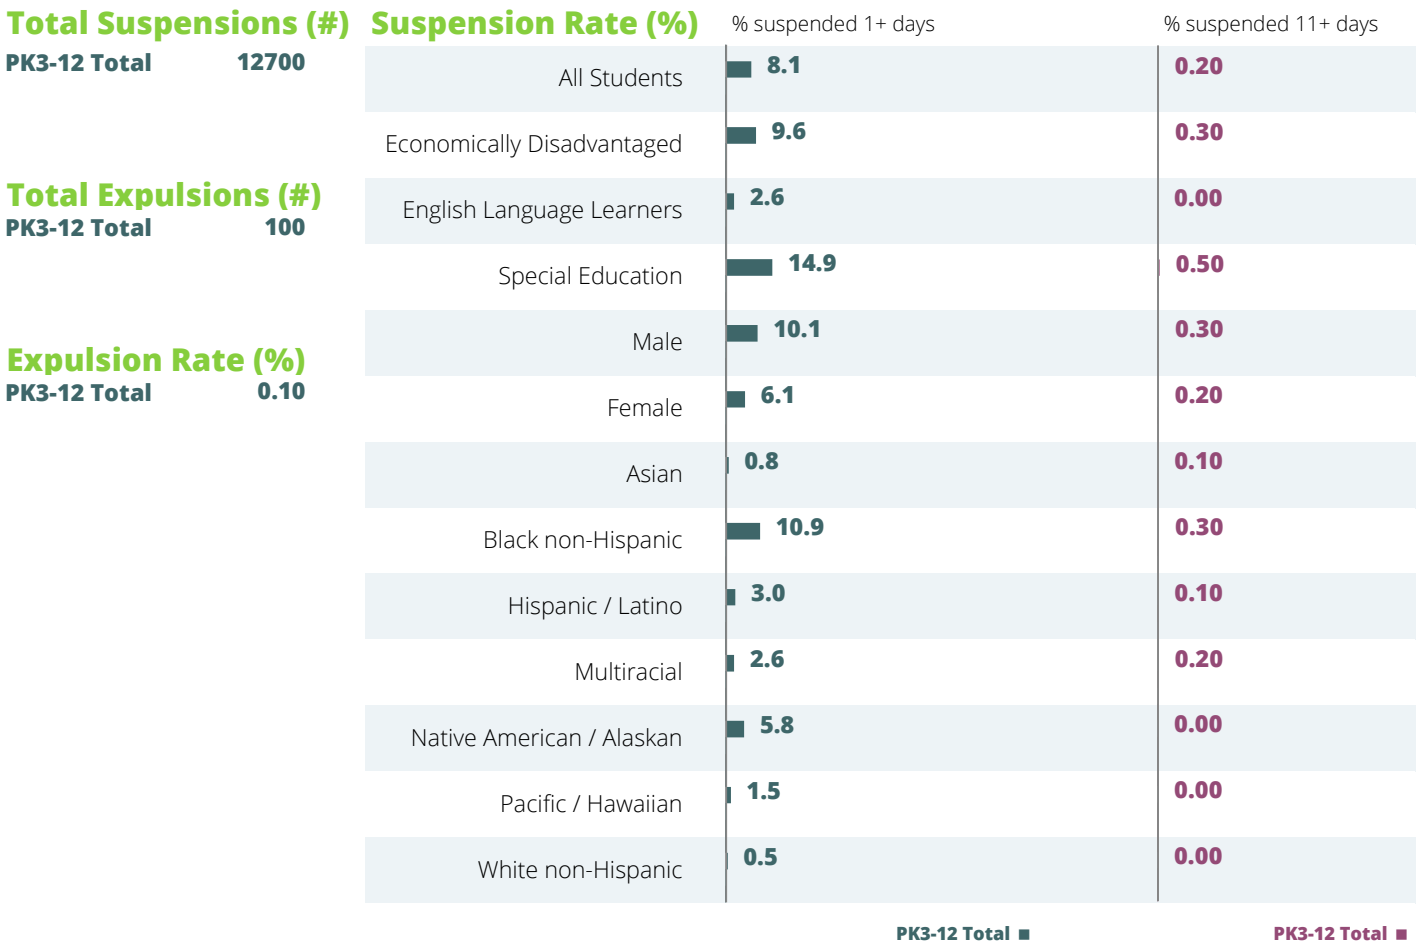 Total Suspensions (#)
PK3-12 Total 12700
Total Expulsions (#)
PK3-12 Total 100
Expulsion Rate (%)
PK3-12 Total 0.10
Suspension Rate (%) % suspended 1+ days % suspended 11+ days
All Students 8.1 0.20
Economically Disadvantaged 9.6 0.30
English Language Learners 2.6 0.00
Special Education 14.9 0.50
Male 10.1 0.30
Female 6.1 0.20
Asian 0.8 0.10
Black non-Hispanic 10.9 0.30
Hispanic / Latino 3.0 0.10
Multiracial 2.6 0.20
Native American / Alaskan 5.8 0.00
Pacific / Hawaiian 1.5 0.00
White non-Hispanic 0.5 0.00
PK3-12 Total PK3-12 Total